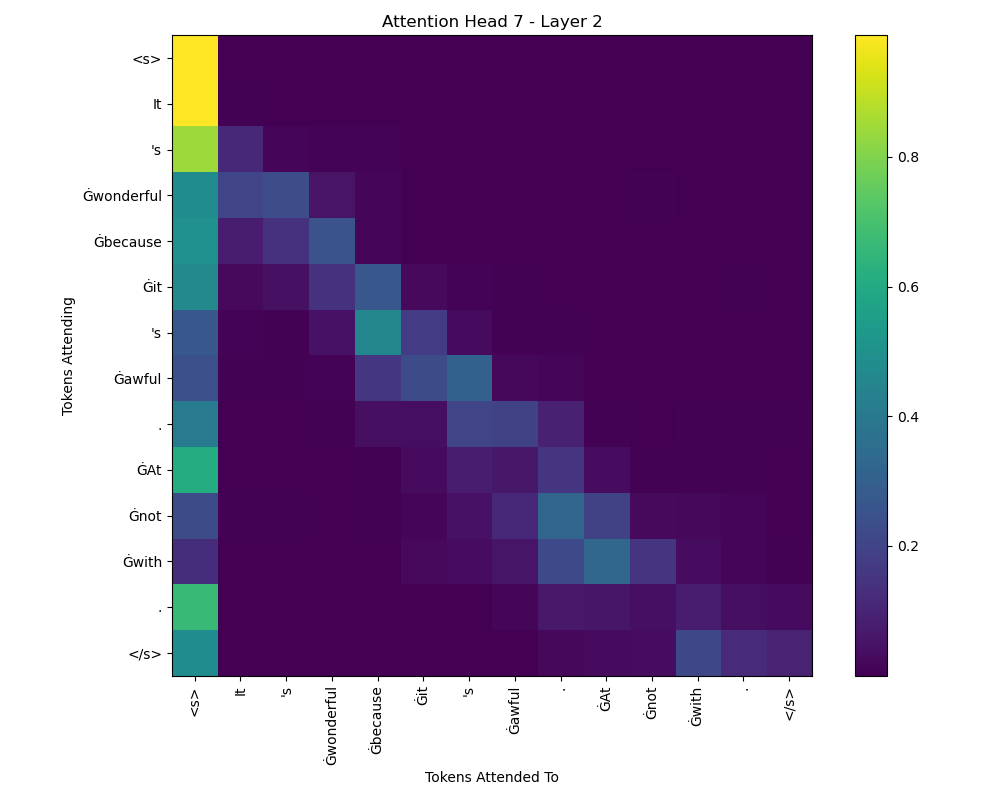 Attention Head 7 - Layer 2
Tokens Attending
<s>
It
's
Ġwonderful
Ġbecause
Ġit
's
Ġawful
.
ĠAt
Ġnot
Ġwith
.
</s>
<s>
It
's
Ġwonderful
Ġbecause
Ġit
's
Ġawful
.
ĠAt
Ġnot
Ġwith
.
</s>
Tokens Attended To
0.8
0.6
0.4
0.2